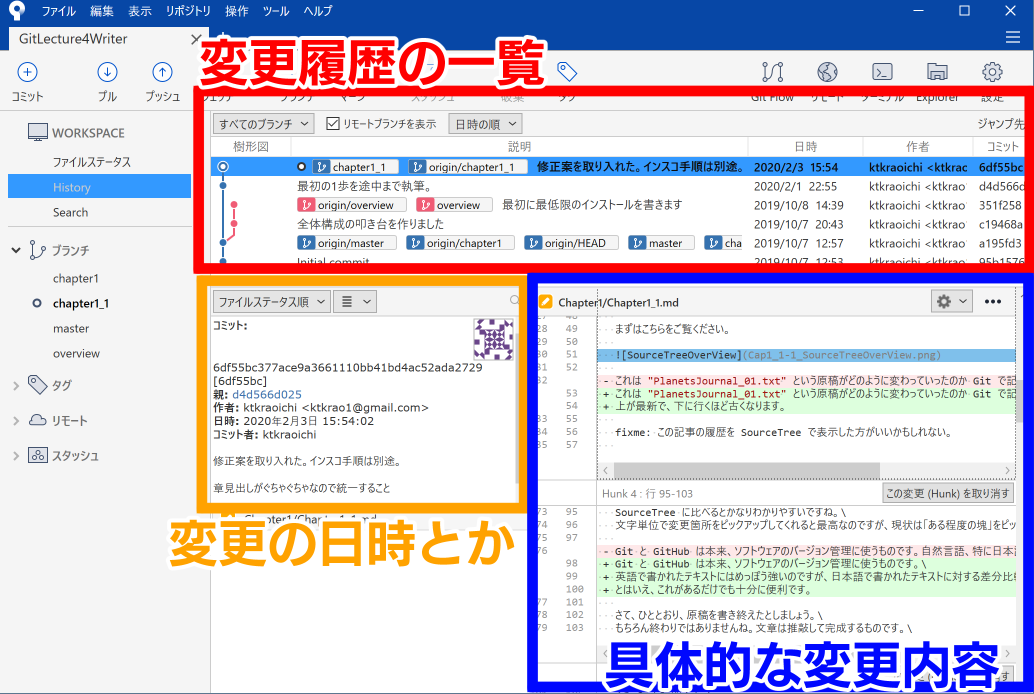 ファイル 編集 表示 リポジトリ 操作 ツール ヘルプ
GitLecture4Writer
変更履歴の一覧
コミット プル プッシュ
Git Flow リモート ターミナル Explorer 設定
すべてのブランチ リモートブランチを表示 日時の順 ジャンプ先
樹形図 説明 日時 作者 コミット
chapter1_1 origin/chapter1_1 修正案を取り入れた。インスコ手順は別途。 2020/2/3 15:54 ktkraoichi <ktkrac 6df55bc
最初の1歩を途中まで執筆。 2020/2/1 22:55 ktkraoichi <ktkrao d4d566d
origin/overview overview 最初に最低限のインストールを書きます 2019/10/8 14:39 ktkraoichi <ktkrao 351f258
全体構成の叩き台を作りました 2019/10/7 20:43 ktkraoichi <ktkrao c19468a
origin/master origin/chapter1 origin/HEAD master cha 2019/10/7 12:57 ktkraoichi <ktkrao a195fd3
Initial commit 2019/10/7 12:53 ktkraoichi <ktkrao 95b1576
WORKSPACE
ファイルステータス
History
Search
ブランチ
chapter1
chapter1_1
master
overview
タグ
リモート
スタッシュ
ファイルステータス順
コミット:
6df55bc377ace9a3661110bb41bd4ac52ada2729
[6df55bc]
親: d4d566d025
作者: ktkraoichi <ktkrao1@gmail.com>
日時: 2020年2月3日 15:54:02
コミット者: ktkraoichi
修正案を取り入れた。インスコ手順は別途。
章見出しがぐちゃぐちゃなので統一すること
Chapter1/Chapter1_1.md
変更の日時とか
Chapter1/Chapter1_1.md
28 49 まずはこちらをご覧ください。
29 50
30 51 ![SourceTreeOverView](Cap1_1-1_SourceTreeOverView.png)
31 52
32 - これは "PlanetsJournal_01.txt" という原稿がどのように変わっていったのか Git で記
53 + これは "PlanetsJournal_01.txt" という原稿がどのように変わっていったのか Git で記
54 + 上が最新で、下に行くほど古くなります。
33 55
34 56 fixme: この記事の履歴を SourceTree で表示した方がいいかもしれない。
35 57
Hunk 4 : 行 95-103 この変更 (Hunk) を取り消す
73 95 SourceTree に比べるとかなりわかりやすいですね。\
74 96 文字単位で変更箇所をピックアップしてくれると最高なのですが、現状は「ある程度の塊」をピッ
75 97
76 - Git と GitHub は本来、ソフトウェアのバージョン管理に使うものです。自然言語、特に日本
98 + Git と GitHub は本来、ソフトウェアのバージョン管理に使うものです。\
99 + 英語で書かれたテキストにはめっぽう強いのですが、日本語で書かれたテキストに対する差分比
100 + とはいえ、これがあるだけでも十分に便利です。
77 101
78 102 さて、ひととおり、原稿を書き終えたとしましょう。\
79 103 もちろん終わりではありませんね。文章は推敲して完成するものです。\
具体的な変更内容